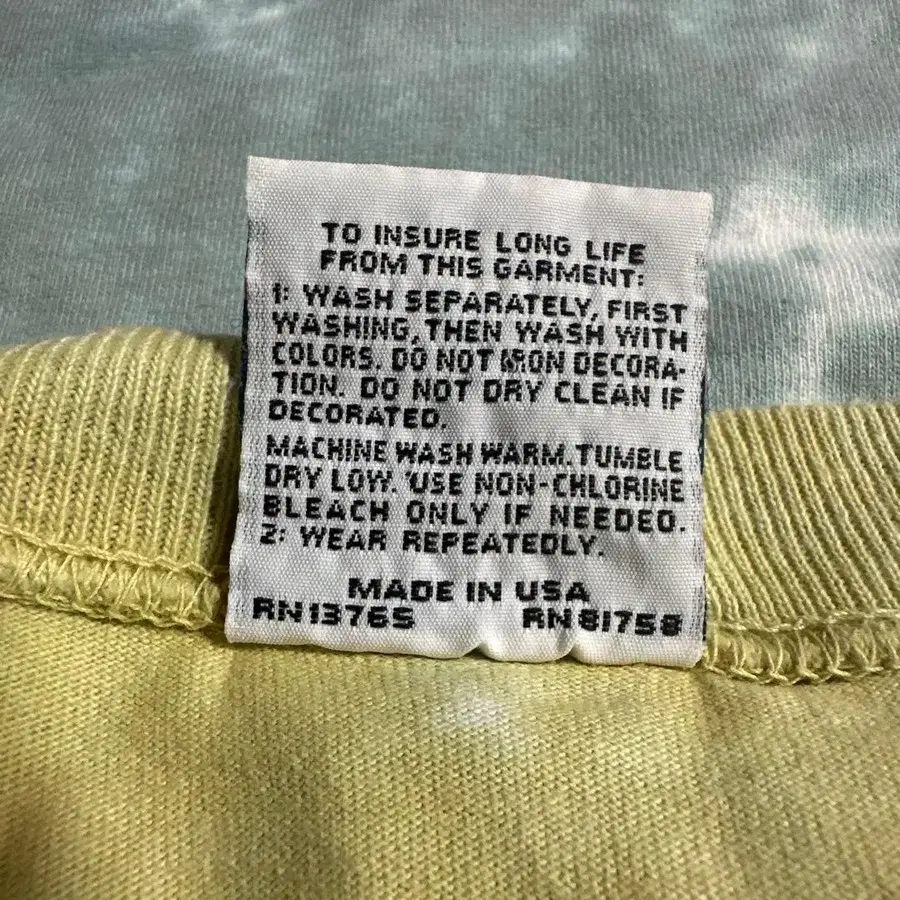 TO INSURE LONG LIFE
FROM THIS GARMENT:
1: WASH SEPARATELY, FIRST
WASHING, THEN WASH WITH
COLORS. DO NOT IRON DECORA-
TION. DO NOT DRY CLEAN IF
DECORATED.
MACHINE WASH WARM. TUMBLE
DRY LOW. USE NON-CHLORINE
BLEACH ONLY IF NEEDED.
2: WEAR REPEATEDLY.
MADE IN USA
RN13765 RN81758